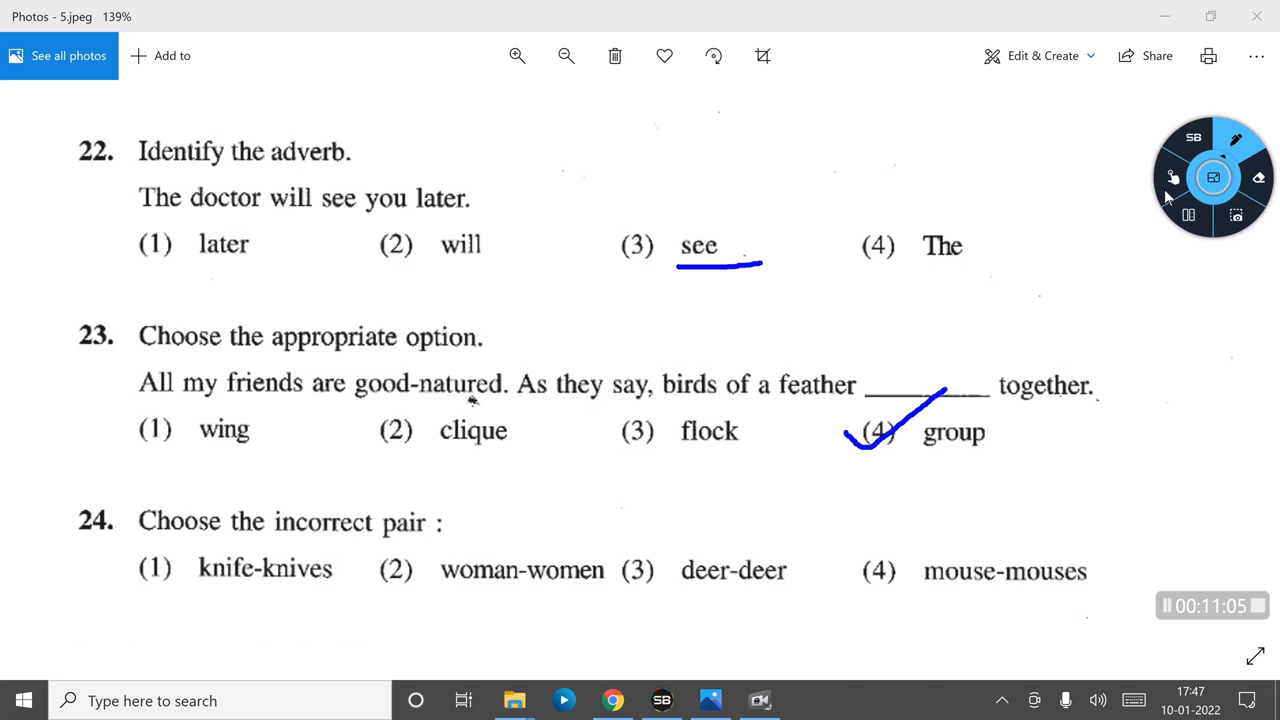 Photos - 5.jpeg 139%
See all photos
Add to
Edit & Create
Share
22. Identify the adverb.
The doctor will see you later.
(1) later (2) will (3) see (4) The
23. Choose the appropriate option.
All my friends are good-natured. As they say, birds of a feather ________ together.
(1) wing (2) clique (3) flock (4) group
24. Choose the incorrect pair :
(1) knife-knives (2) woman-women (3) deer-deer (4) mouse-mouses
SB
00:11:05
Type here to search
SB
17:47
10-01-2022